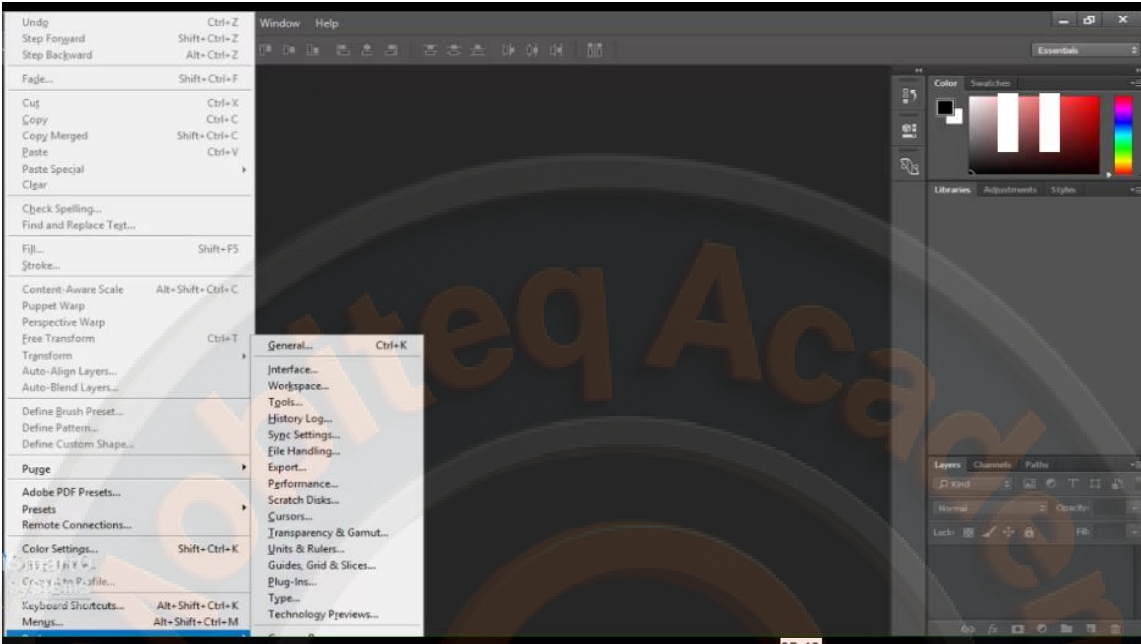 Undo Ctrl+Z
Step Forward Shift+Ctrl+Z
Step Backward Alt+Ctrl+Z
Fade... Shift+Ctrl+F
Cut Ctrl+X
Copy Ctrl+C
Copy Merged Shift+Ctrl+C
Paste Ctrl+V
Paste Special
Clear
Check Spelling...
Find and Replace Text...
Fill... Shift+F5
Stroke...
Content-Aware Scale Alt+Shift+Ctrl+C
Puppet Warp
Perspective Warp
Free Transform Ctrl+T
Transform
Auto-Align Layers...
Auto-Blend Layers...
Define Brush Preset...
Define Pattern...
Define Custom Shape...
Purge
Adobe PDF Presets...
Presets
Remote Connections...
Color Settings... Shift+Ctrl+K
Profile...
Keyboard Shortcuts... Alt+Shift+Ctrl+K
Menus... Alt+Shift+Ctrl+M
General... Ctrl+K
Interface...
Workspace...
Tools...
History Log...
Sync Settings...
File Handling...
Export...
Performance...
Scratch Disks...
Cursors...
Transparency & Gamut...
Units & Rulers...
Guides, Grid & Slices...
Plug-Ins...
Type...
Technology Previews...
Window Help
Essentials
Color Swatches
Libraries Adjustments Styles
Layers Channels Paths
Kind
Normal Opacity:
Lock: Fill:
Mobiteq Academ